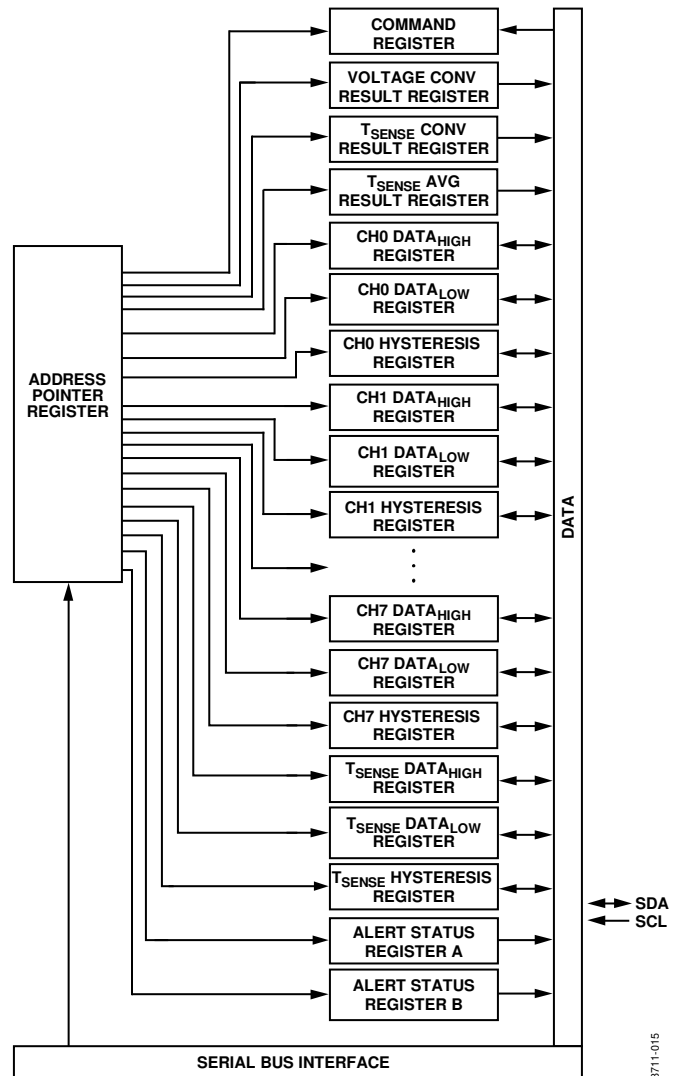 COMMAND
REGISTER
VOLTAGE CONV
RESULT REGISTER
TSENSE CONV
RESULT REGISTER
TSENSE AVG
RESULT REGISTER
CH0 DATAHIGH
REGISTER
CH0 DATALOW
REGISTER
CH0 HYSTERESIS
REGISTER
ADDRESS
POINTER
REGISTER
CH1 DATAHIGH
REGISTER
CH1 DATALOW
REGISTER
CH1 HYSTERESIS
REGISTER
DATA
CH7 DATAHIGH
REGISTER
CH7 DATALOW
REGISTER
CH7 HYSTERESIS
REGISTER
TSENSE DATAHIGH
REGISTER
TSENSE DATALOW
REGISTER
TSENSE HYSTERESIS
REGISTER
SDA
SCL
ALERT STATUS
REGISTER A
ALERT STATUS
REGISTER B
SERIAL BUS INTERFACE